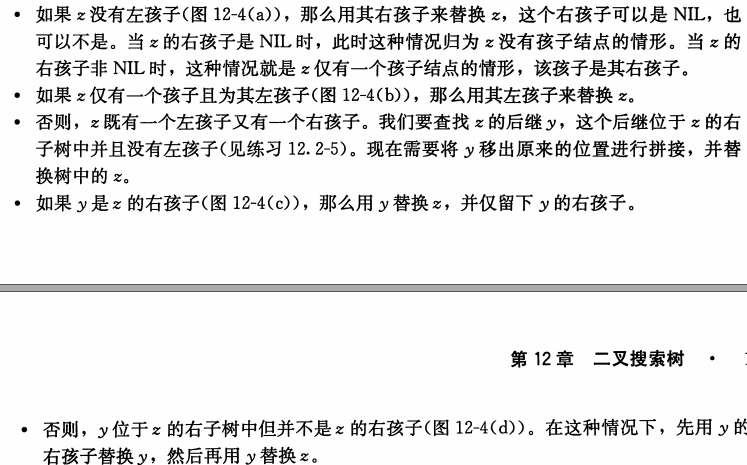 • 如果 z 没有左孩子(图 12-4(a))，那么用其右孩子来替换 z，这个右孩子可以是 NIL，也
可以不是。当 z 的右孩子是 NIL 时，此时这种情况归为 z 没有孩子结点的情形。当 z 的
右孩子非 NIL 时，这种情况就是 z 仅有一个孩子结点的情形，该孩子是其右孩子。
• 如果 z 仅有一个孩子且为其左孩子(图 12-4(b))，那么用其左孩子来替换 z。
• 否则，z 既有一个左孩子又有一个右孩子。我们要查找 z 的后继 y，这个后继位于 z 的右
子树中并且没有左孩子(见练习 12.2-5)。现在需要将 y 移出原来的位置进行拼接，并替
换树中的 z。
• 如果 y 是 z 的右孩子(图 12-4(c))，那么用 y 替换 z，并仅留下 y 的右孩子。
第 12 章 二叉搜索树 ·
• 否则，y 位于 z 的右子树中但并不是 z 的右孩子(图 12-4(d))。在这种情况下，先用 y 的
右孩子替换 y，然后再用 y 替换 z。